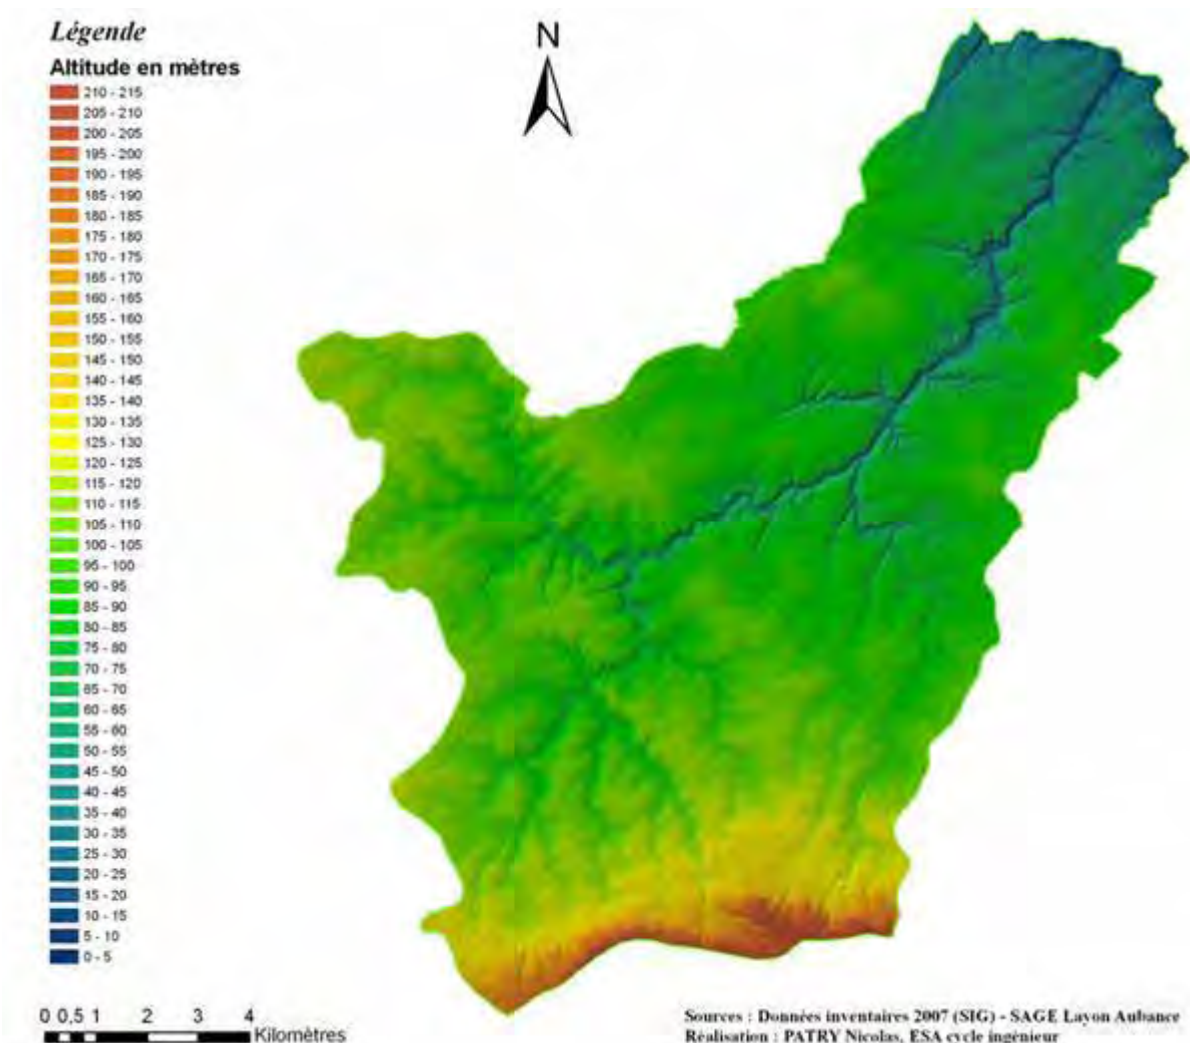 Légende
N
Altitude en mètres
210 - 215
205 - 210
200 - 205
195 - 200
190 - 195
185 - 190
180 - 185
175 - 180
170 - 175
165 - 170
160 - 165
155 - 160
150 - 155
145 - 150
140 - 145
135 - 140
130 - 135
125 - 130
120 - 125
115 - 120
110 - 115
105 - 110
100 - 105
95 - 100
90 - 95
85 - 90
80 - 85
75 - 80
70 - 75
65 - 70
60 - 65
55 - 60
50 - 55
45 - 50
40 - 45
35 - 40
30 - 35
25 - 30
20 - 25
15 - 20
10 - 15
5 - 10
0 - 5
0 0,5 1 2 3 4
Kilomètres
Sources : Données inventaires 2007 (SIG) - SAGE Layon Aubance
Réalisation : PATRY Nicolas, ESA cycle ingénieur